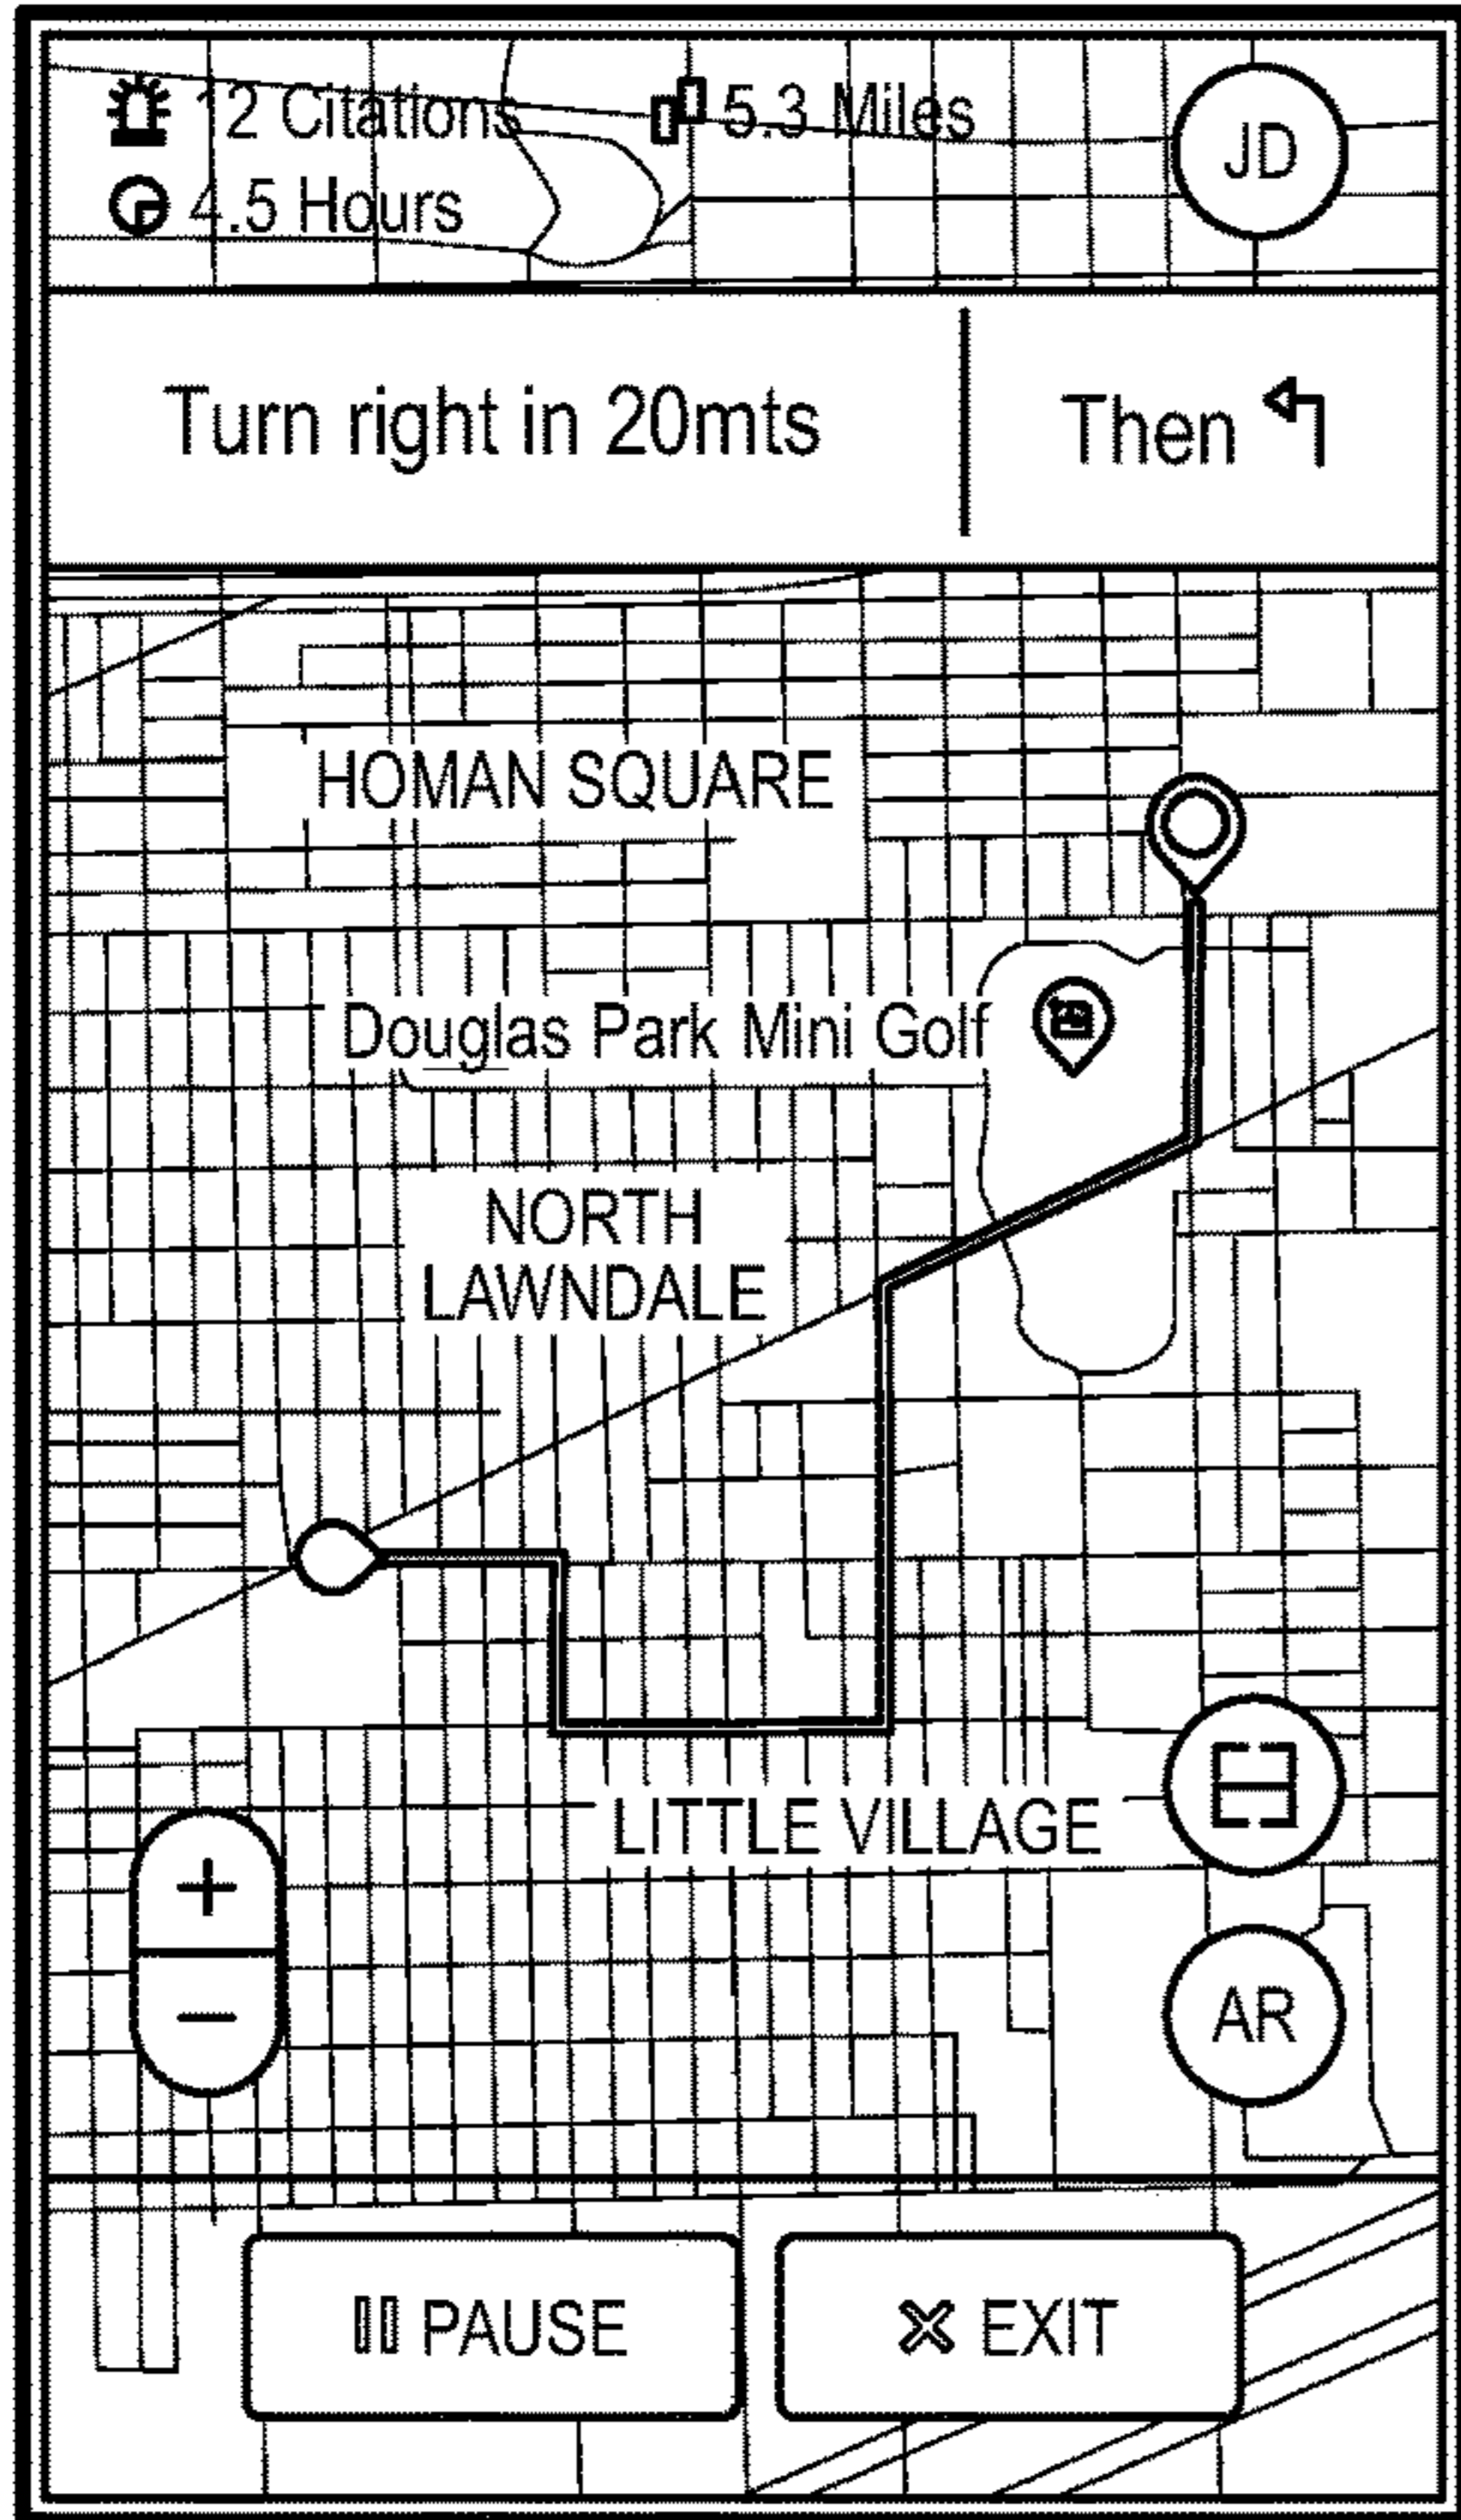 12 Citations 5.3 Miles JD
4.5 Hours
Turn right in 20mts Then
HOMAN SQUARE
Douglas Park Mini Golf
NORTH
LAWNDALE
LITTLE VILLAGE
+
−
AR
PAUSE EXIT